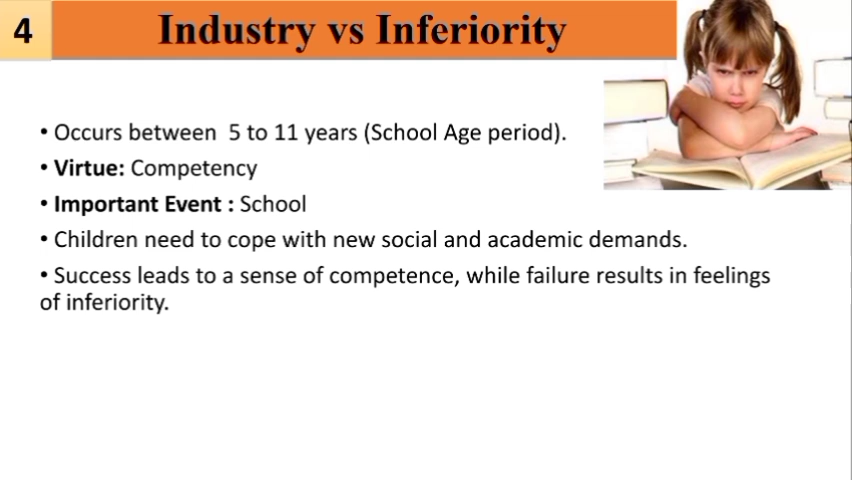 4
Industry vs Inferiority
• Occurs between  5 to 11 years (School Age period).
• Virtue: Competency
• Important Event : School
• Children need to cope with new social and academic demands.
• Success leads to a sense of competence, while failure results in feelings
of inferiority.